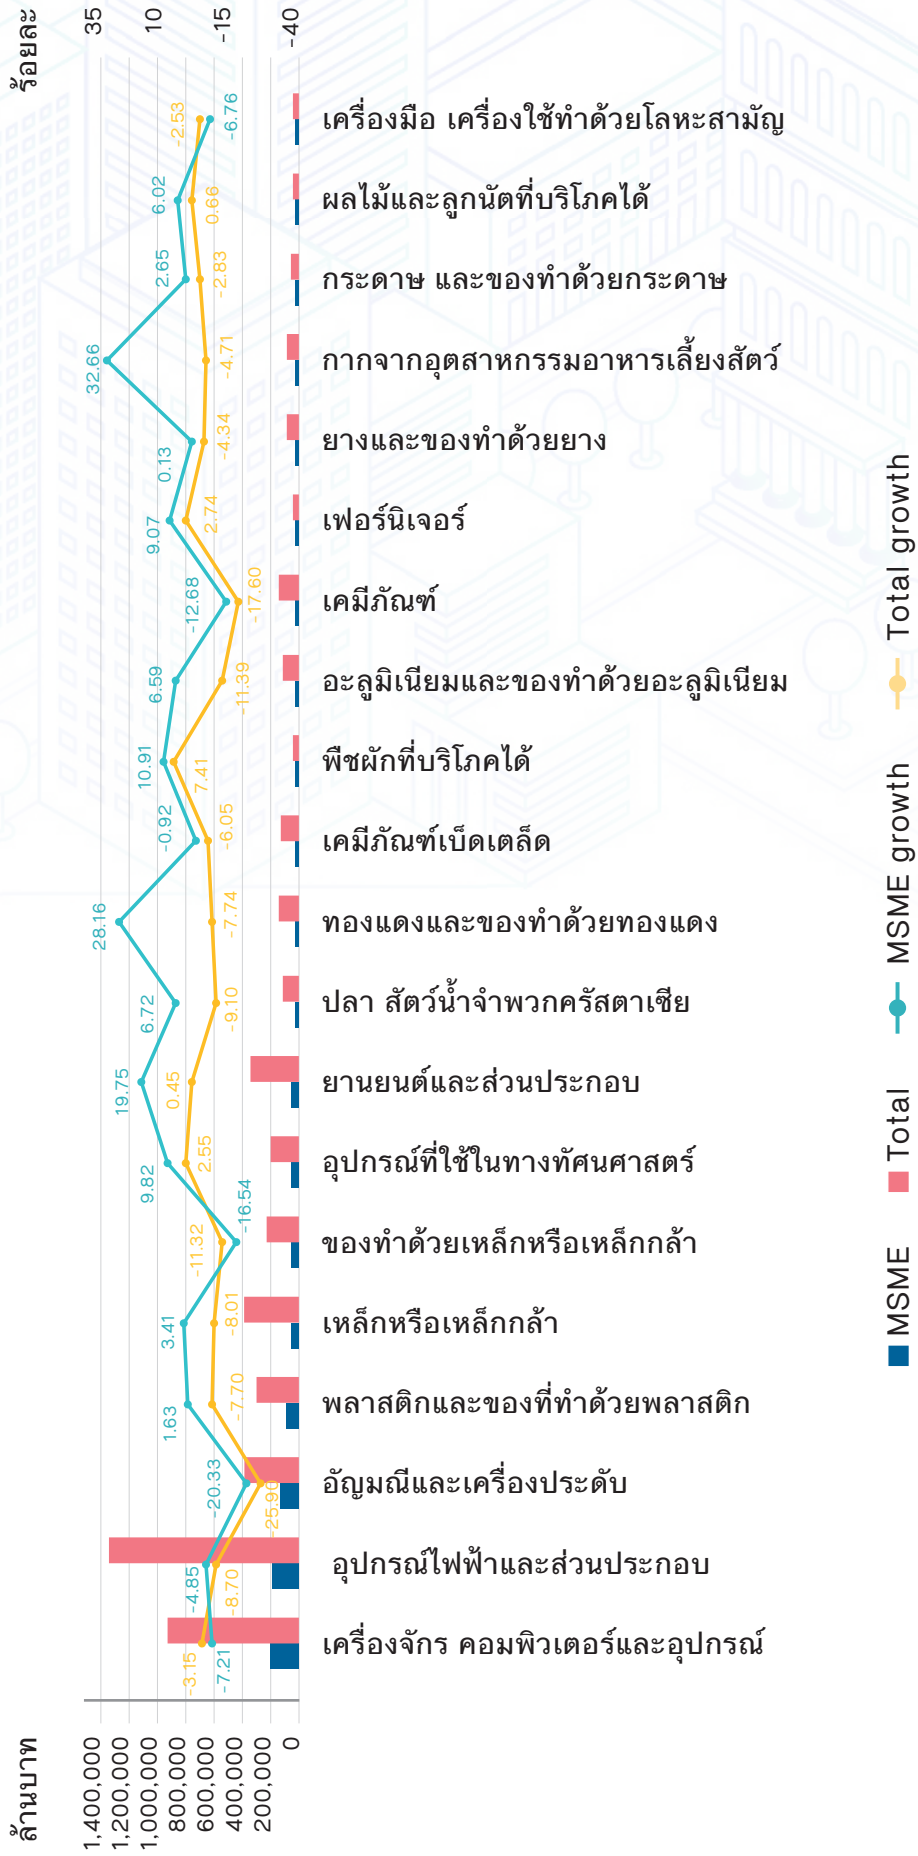 ล้านบาท
1,400,000
1,200,000
1,000,000
800,000
600,000
400,000
200,000
0
ร้อยละ
35
10
-15
-40
-3.15
-7.21
-4.85
-8.70
-20.33
-25.90
1.63
-7.70
3.41
-8.01
-11.32
-16.54
9.82
2.55
19.75
0.45
6.72
-9.10
28.16
-7.74
-0.92
-6.05
10.91
7.41
6.59
-11.39
-12.68
-17.60
9.07
2.74
0.13
-4.34
32.66
-4.71
2.65
-2.83
6.02
0.66
-2.53
-6.76
เครื่องจักร คอมพิวเตอร์และอุปกรณ์
อุปกรณ์ไฟฟ้าและส่วนประกอบ
อัญมณีและเครื่องประดับ
พลาสติกและของที่ทำด้วยพลาสติก
เหล็กหรือเหล็กกล้า
ของทำด้วยเหล็กหรือเหล็กกล้า
อุปกรณ์ที่ใช้ในทางทัศนศาสตร์
ยานยนต์และส่วนประกอบ
ปลา สัตว์น้ำจำพวกครัสตาเซีย
ทองแดงและของทำด้วยทองแดง
เคมีภัณฑ์เบ็ดเตล็ด
พืชผักที่บริโภคได้
อะลูมิเนียมและของทำด้วยอะลูมิเนียม
เคมีภัณฑ์
เฟอร์นิเจอร์
ยางและของทำด้วยยาง
กากจากอุตสาหกรรมอาหารเลี้ยงสัตว์
กระดาษ และของทำด้วยกระดาษ
ผลไม้และลูกนัตที่บริโภคได้
เครื่องมือ เครื่องใช้ทำด้วยโลหะสามัญ
MSME
Total
MSME growth
Total growth